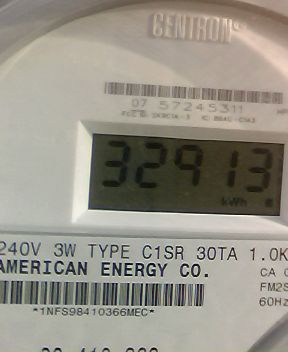 CENTRON
07 57245311
32913
kWh
240V 3W TYPE C1SR 30TA 1.0K
AMERICAN ENERGY CO.
CA 0
FM2S
60Hz
*1NFS98410366MEC*